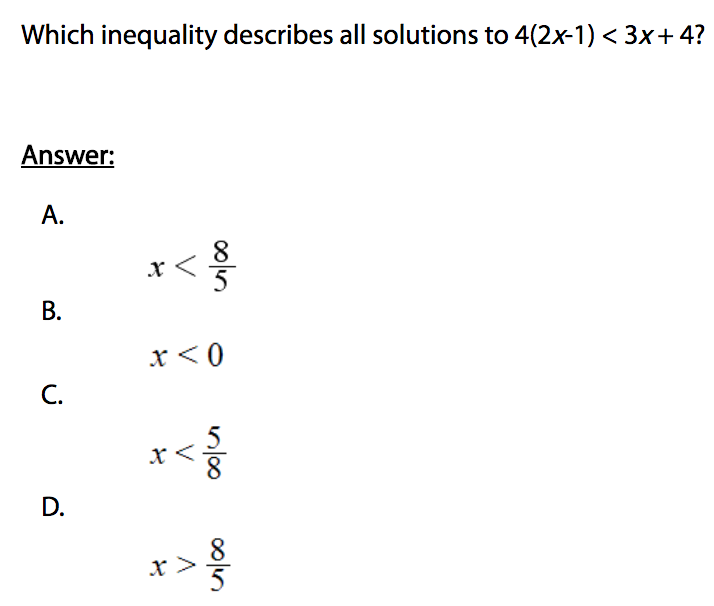 Which inequality describes all solutions to 4(2x-1) < 3x+ 4?
Answer:
A.
x < 8/5
B.
x < 0
C.
x < 5/8
D.
x > 8/5